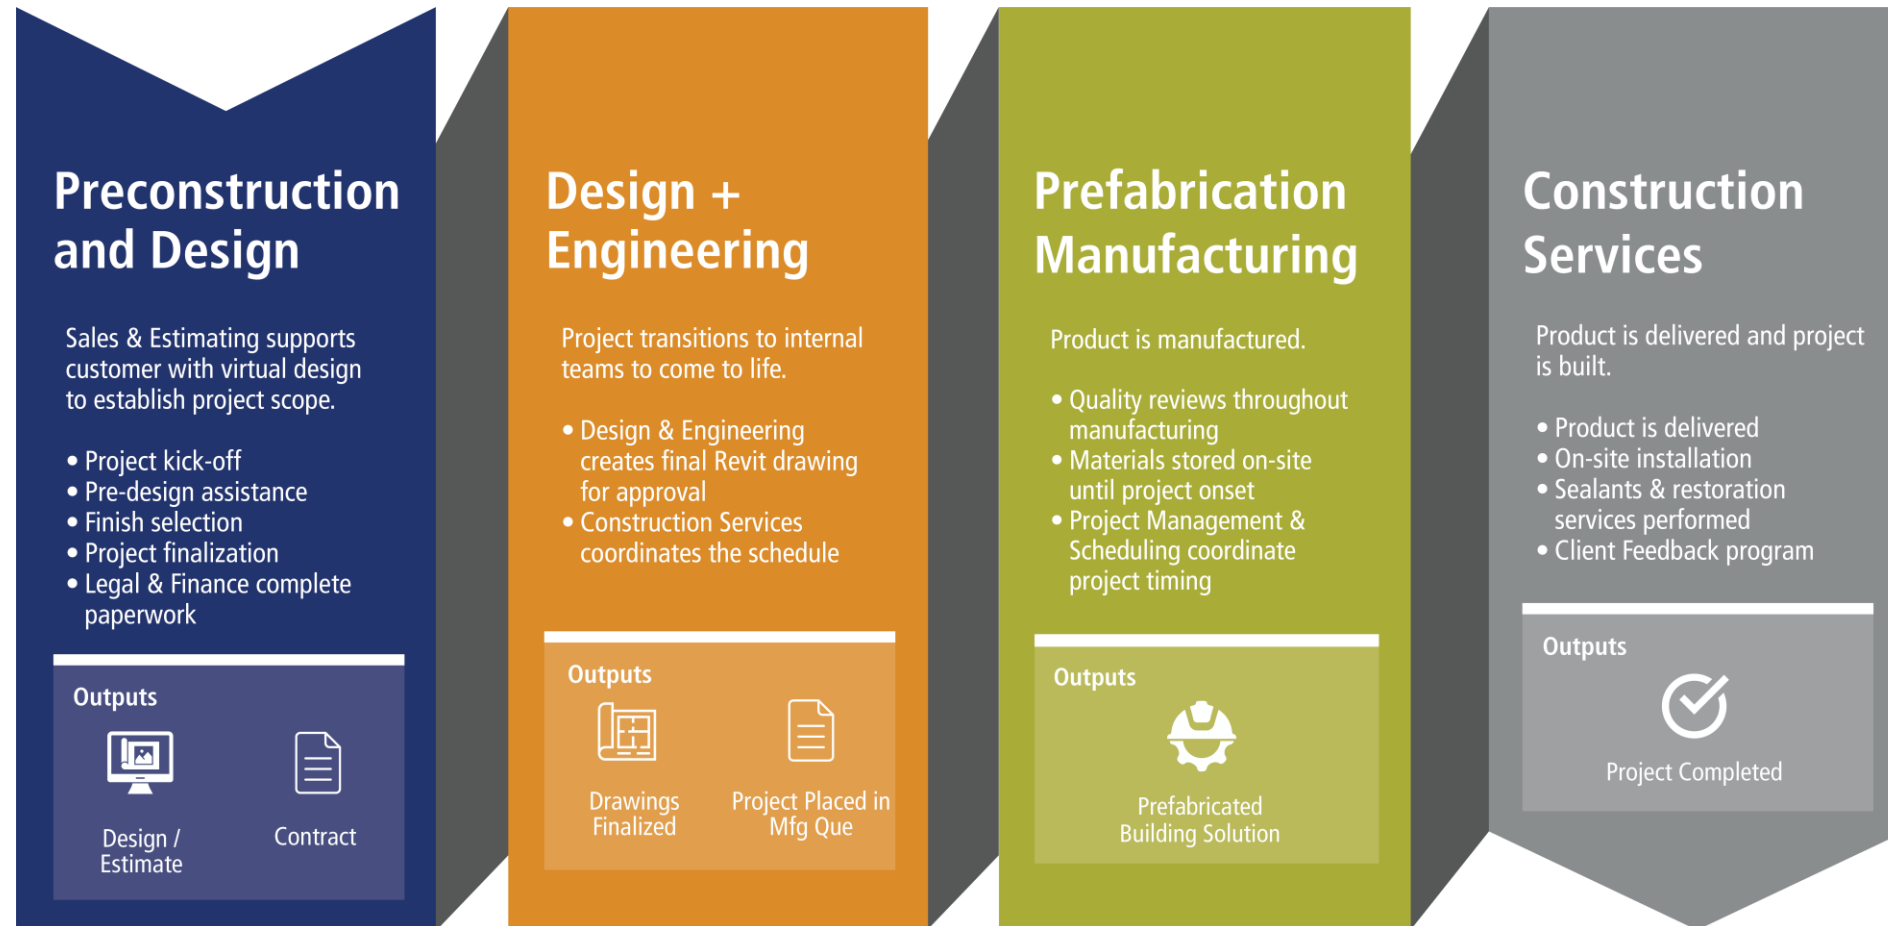 Preconstruction
and Design
Sales & Estimating supports
customer with virtual design
to establish project scope.
• Project kick-off
• Pre-design assistance
• Finish selection
• Project finalization
• Legal & Finance complete
paperwork
Outputs
Design /
Estimate
Contract
Design +
Engineering
Project transitions to internal
teams to come to life.
• Design & Engineering
creates final Revit drawing
for approval
• Construction Services
coordinates the schedule
Outputs
Drawings
Finalized
Project Placed in
Mfg Que
Prefabrication
Manufacturing
Product is manufactured.
• Quality reviews throughout
manufacturing
• Materials stored on-site
until project onset
• Project Management &
Scheduling coordinate
project timing
Outputs
Prefabricated
Building Solution
Construction
Services
Product is delivered and project
is built.
• Product is delivered
• On-site installation
• Sealants & restoration
services performed
• Client Feedback program
Outputs
Project Completed